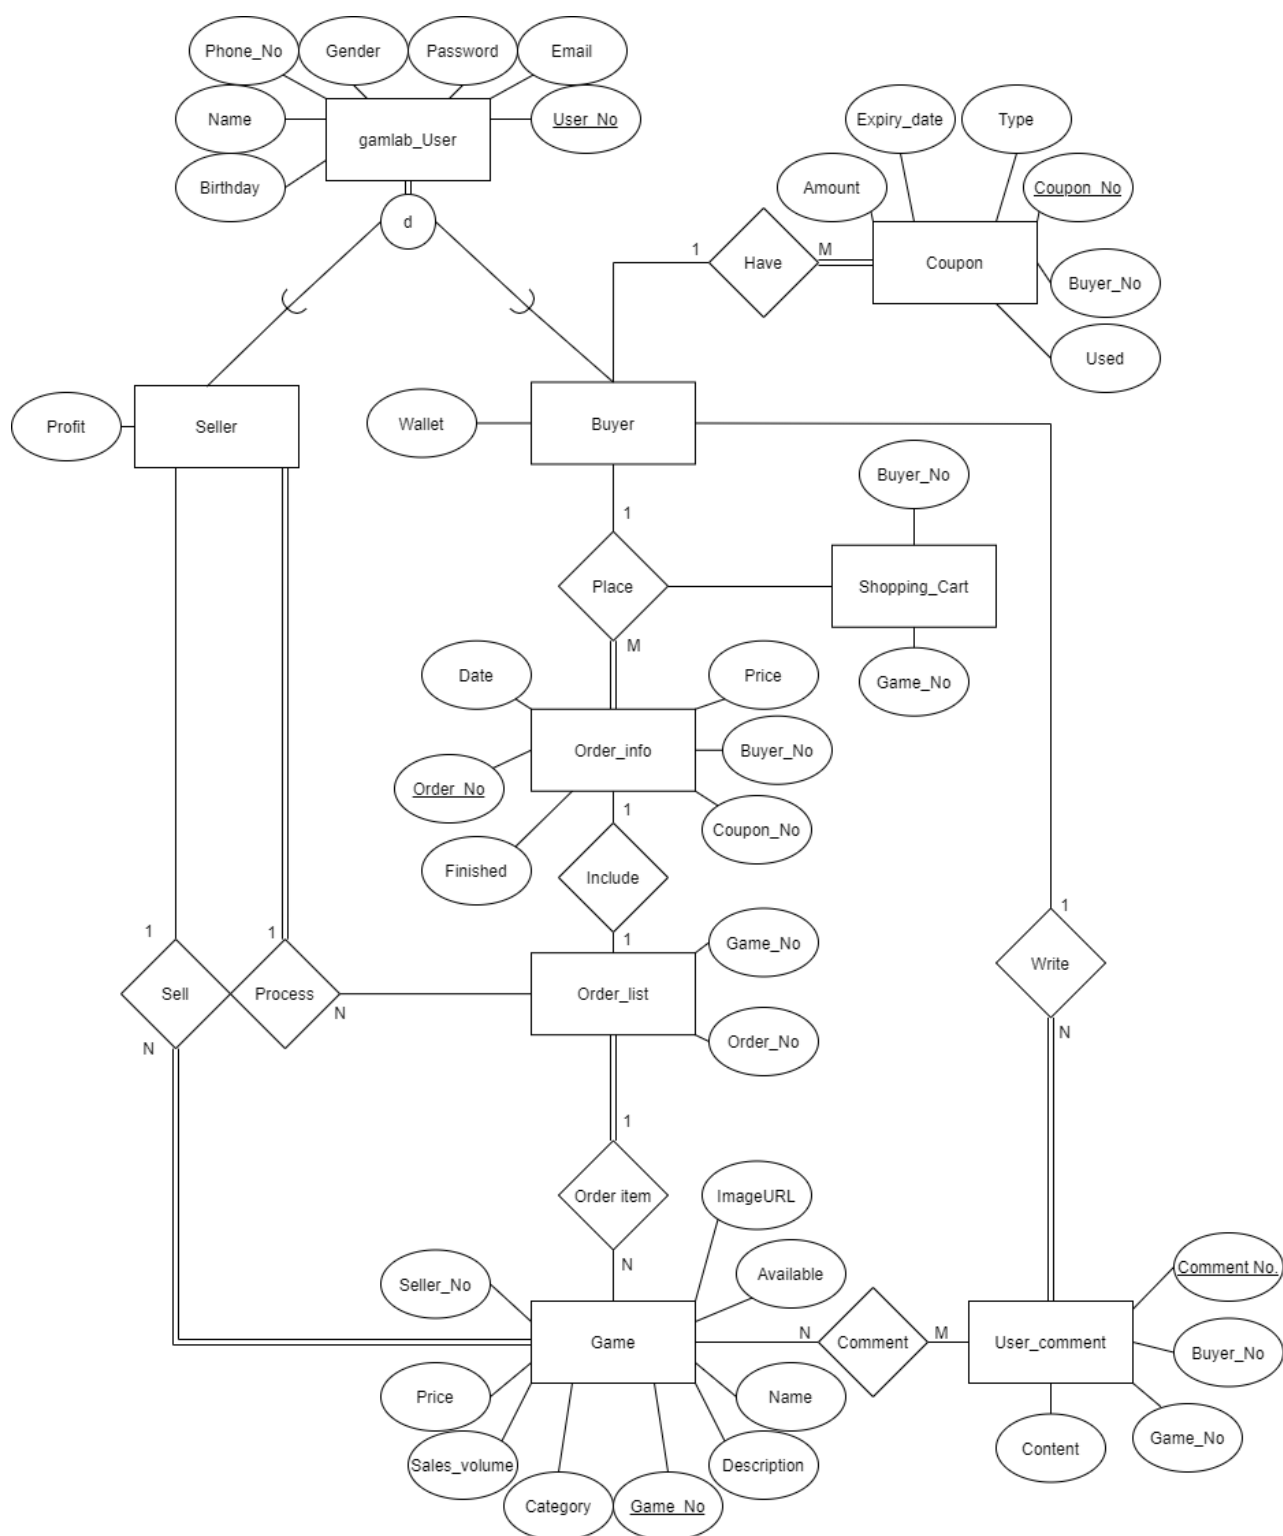 Phone_No
Gender
Password
Email
Name
gamlab_User
User_No
Birthday
d
Expiry_date
Type
Amount
Coupon_No
1
Have
M
Coupon
Buyer_No
Used
Profit
Seller
Wallet
Buyer
Buyer_No
1
Place
Shopping_Cart
M
Date
Price
Game_No
Order_info
Buyer_No
Order_No
1
Coupon_No
Finished
Include
1
1
1
1
Game_No
Write
Sell
Process
N
Order_list
N
Order_No
N
1
Order item
ImageURL
N
Seller_No
Available
Comment No.
Game
N
Comment
M
User_comment
Buyer_No
Price
Name
Sales_volume
Description
Content
Game_No
Category
Game_No